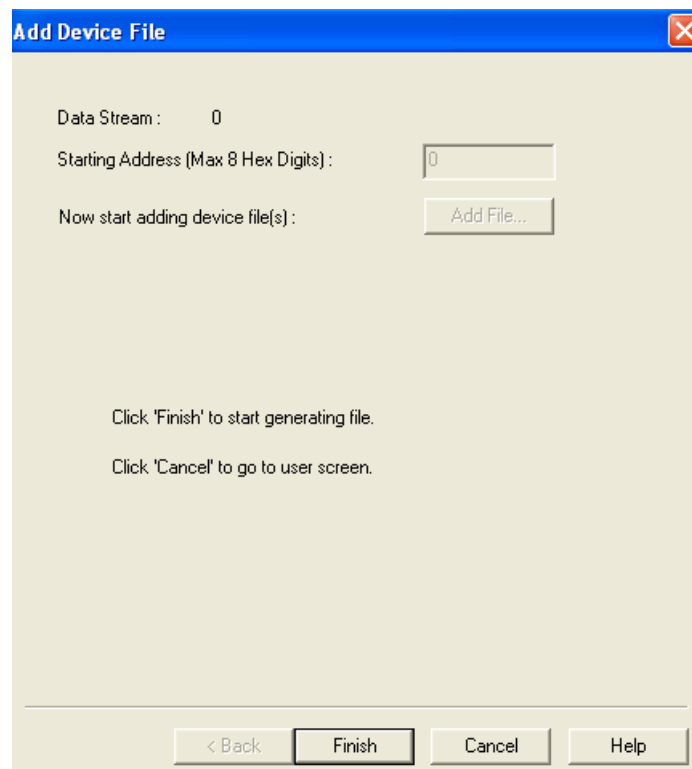 Add Device File
Data Stream : 0
Starting Address (Max 8 Hex Digits) : 0
Now start adding device file(s) : Add File...
Click 'Finish' to start generating file.
Click 'Cancel' to go to user screen.
< Back Finish Cancel Help